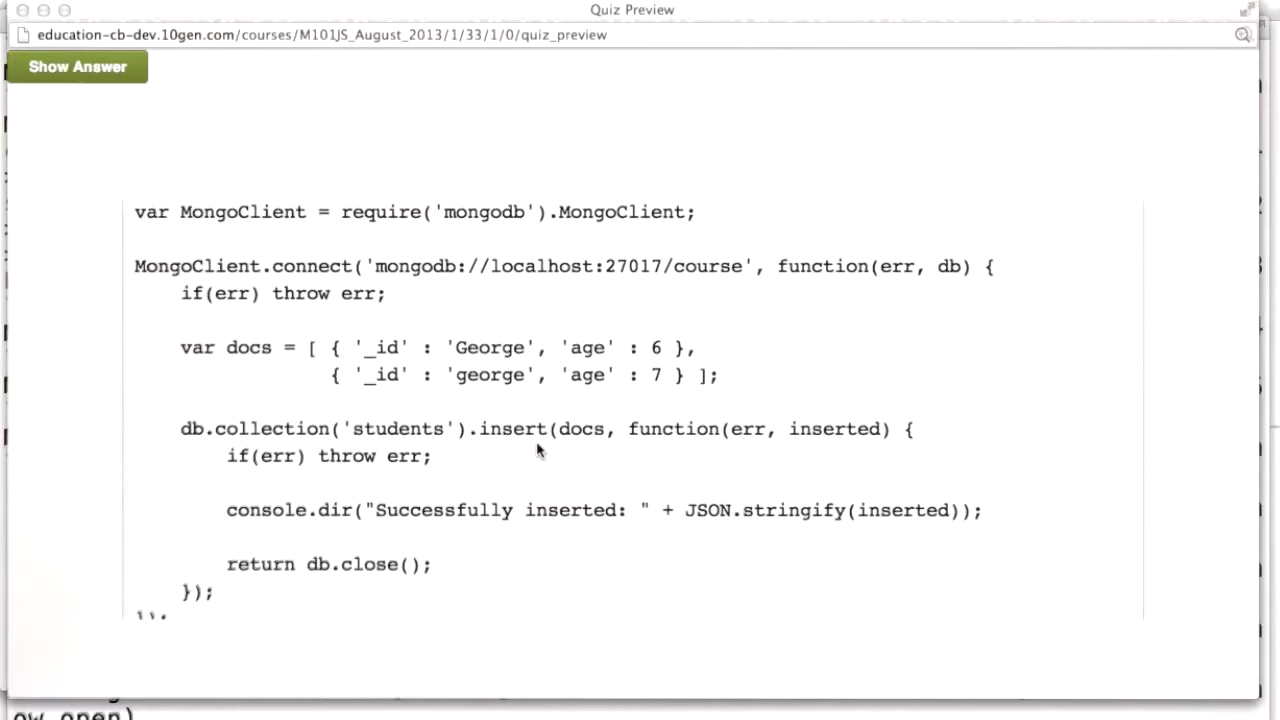 Quiz Preview
education-cb-dev.10gen.com/courses/M101JS_August_2013/1/33/1/0/quiz_preview
Show Answer
var MongoClient = require('mongodb').MongoClient;
MongoClient.connect('mongodb://localhost:27017/course', function(err, db) {
if(err) throw err;
var docs = [ { '_id' : 'George', 'age' : 6 },
{ '_id' : 'george', 'age' : 7 } ];
db.collection('students').insert(docs, function(err, inserted) {
if(err) throw err;
console.dir("Successfully inserted: " + JSON.stringify(inserted));
return db.close();
});
});
ow open)